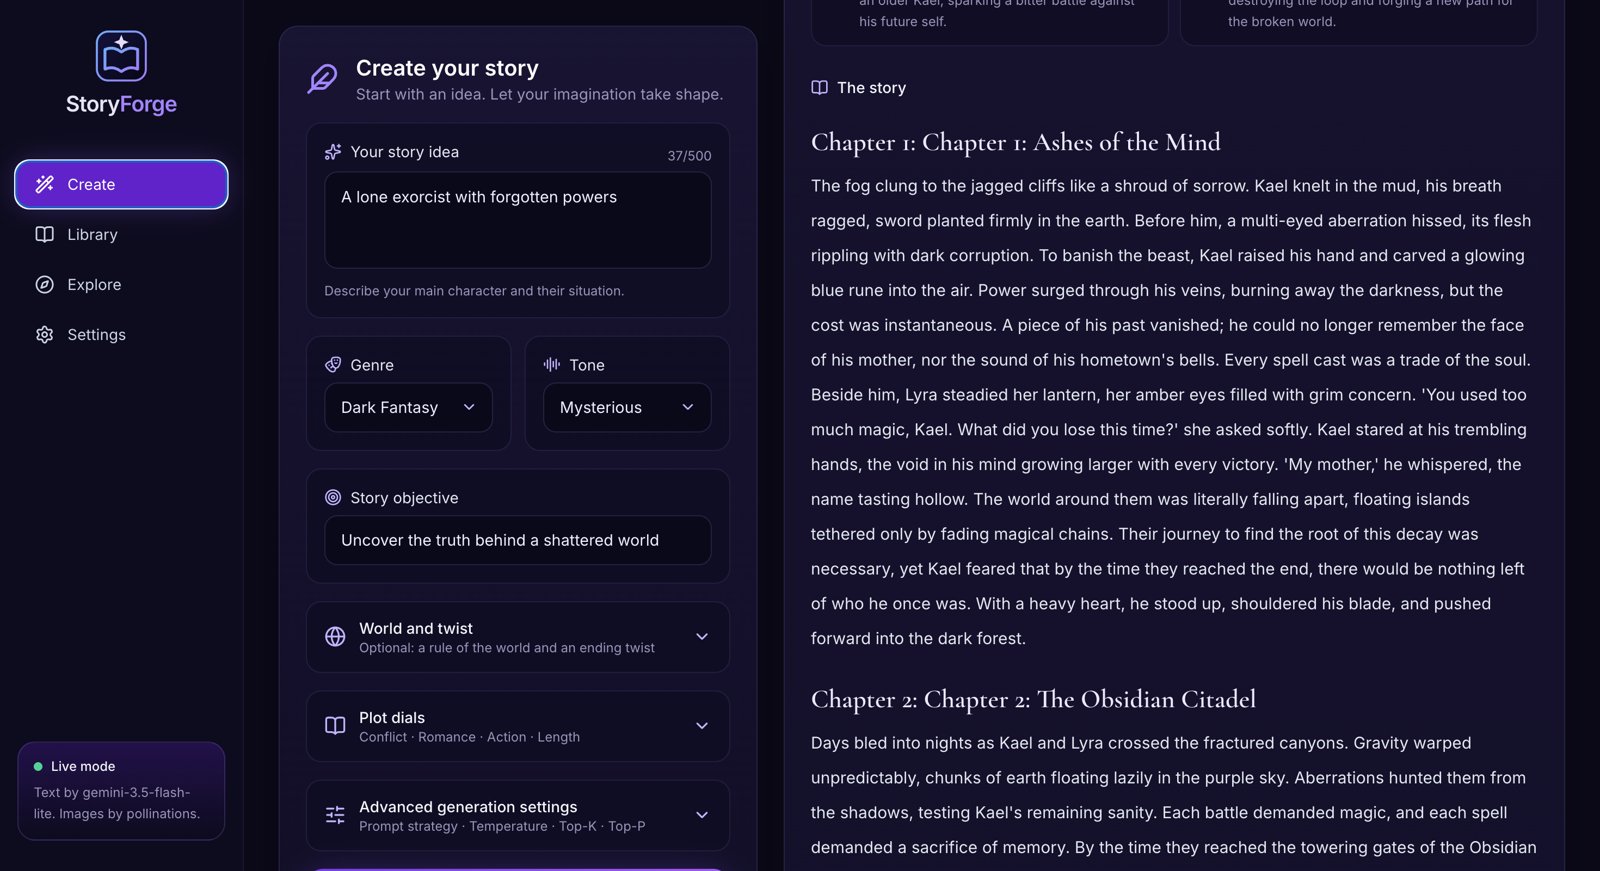 StoryForge
Create
Library
Explore
Settings
Live mode
Text by gemini-3.5-flash-
lite. Images by pollinations.
Create your story
Start with an idea. Let your imagination take shape.
Your story idea
37/500
A lone exorcist with forgotten powers
Describe your main character and their situation.
Genre
Dark Fantasy
Tone
Mysterious
Story objective
Uncover the truth behind a shattered world
World and twist
Optional: a rule of the world and an ending twist
Plot dials
Conflict · Romance · Action · Length
Advanced generation settings
Prompt strategy · Temperature · Top-K · Top-P
an older Kael, sparking a bitter battle against
his future self.
destroying the loop and forging a new path for
the broken world.
The story
Chapter 1: Chapter 1: Ashes of the Mind
The fog clung to the jagged cliffs like a shroud of sorrow. Kael knelt in the mud, his breath
ragged, sword planted firmly in the earth. Before him, a multi-eyed aberration hissed, its flesh
rippling with dark corruption. To banish the beast, Kael raised his hand and carved a glowing
blue rune into the air. Power surged through his veins, burning away the darkness, but the
cost was instantaneous. A piece of his past vanished; he could no longer remember the face
of his mother, nor the sound of his hometown's bells. Every spell cast was a trade of the soul.
Beside him, Lyra steadied her lantern, her amber eyes filled with grim concern. 'You used too
much magic, Kael. What did you lose this time?' she asked softly. Kael stared at his trembling
hands, the void in his mind growing larger with every victory. 'My mother,' he whispered, the
name tasting hollow. The world around them was literally falling apart, floating islands
tethered only by fading magical chains. Their journey to find the root of this decay was
necessary, yet Kael feared that by the time they reached the end, there would be nothing left
of who he once was. With a heavy heart, he stood up, shouldered his blade, and pushed
forward into the dark forest.
Chapter 2: Chapter 2: The Obsidian Citadel
Days bled into nights as Kael and Lyra crossed the fractured canyons. Gravity warped
unpredictably, chunks of earth floating lazily in the purple sky. Aberrations hunted them from
the shadows, testing Kael's remaining sanity. Each battle demanded magic, and each spell
demanded a sacrifice of memory. By the time they reached the towering gates of the Obsidian